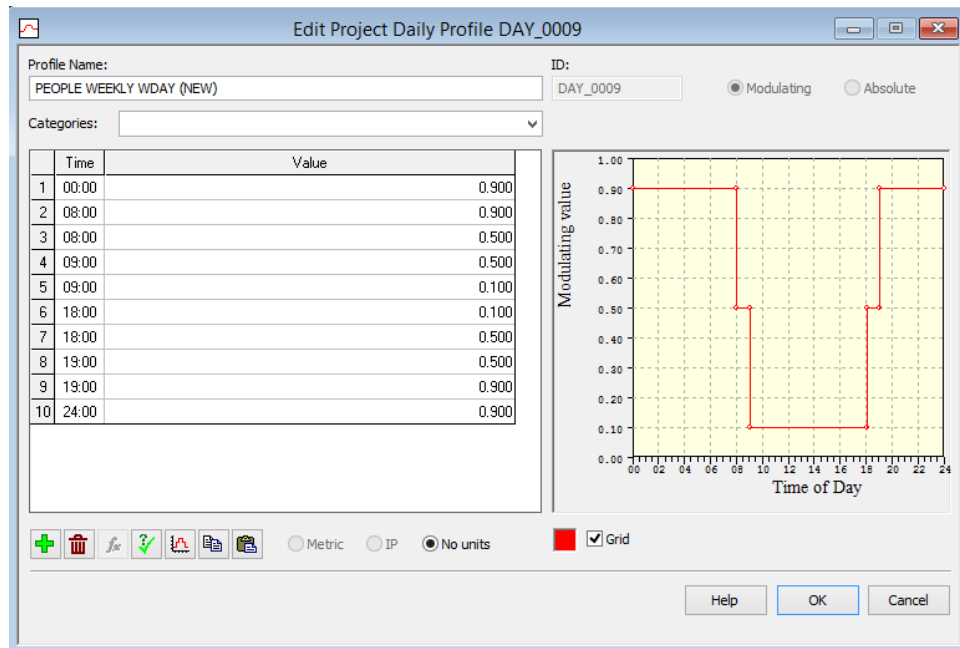 Edit Project Daily Profile DAY_0009
Profile Name:
ID:
PEOPLE WEEKLY WDAY (NEW)
DAY_0009
Modulating
Absolute
Categories:
Time Value
1 00:00 0.900
2 08:00 0.900
3 08:00 0.500
4 09:00 0.500
5 09:00 0.100
6 18:00 0.100
7 18:00 0.500
8 19:00 0.500
9 19:00 0.900
10 24:00 0.900
Modulating value
1.00
0.90
0.80
0.70
0.60
0.50
0.40
0.30
0.20
0.10
0.00
00 02 04 06 08 10 12 14 16 18 20 22 24
Time of Day
fx
Metric
IP
No units
Grid
Help
OK
Cancel